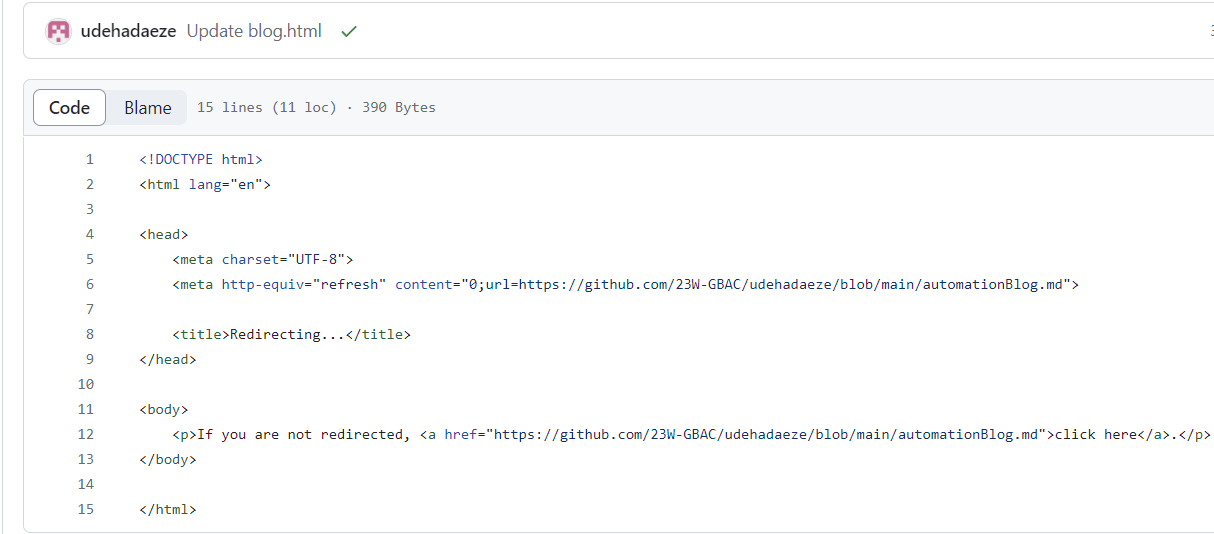 udehadaeze Update blog.html
Code Blame 15 lines (11 loc) · 390 Bytes
1 <!DOCTYPE html>
2 <html lang="en">
3
4 <head>
5 <meta charset="UTF-8">
6 <meta http-equiv="refresh" content="0;url=https://github.com/23W-GBAC/udehadaeze/blob/main/automationBlog.md">
7
8 <title>Redirecting...</title>
9 </head>
10
11 <body>
12 <p>If you are not redirected, <a href="https://github.com/23W-GBAC/udehadaeze/blob/main/automationBlog.md">click here</a>.</p>
13 </body>
14
15 </html>